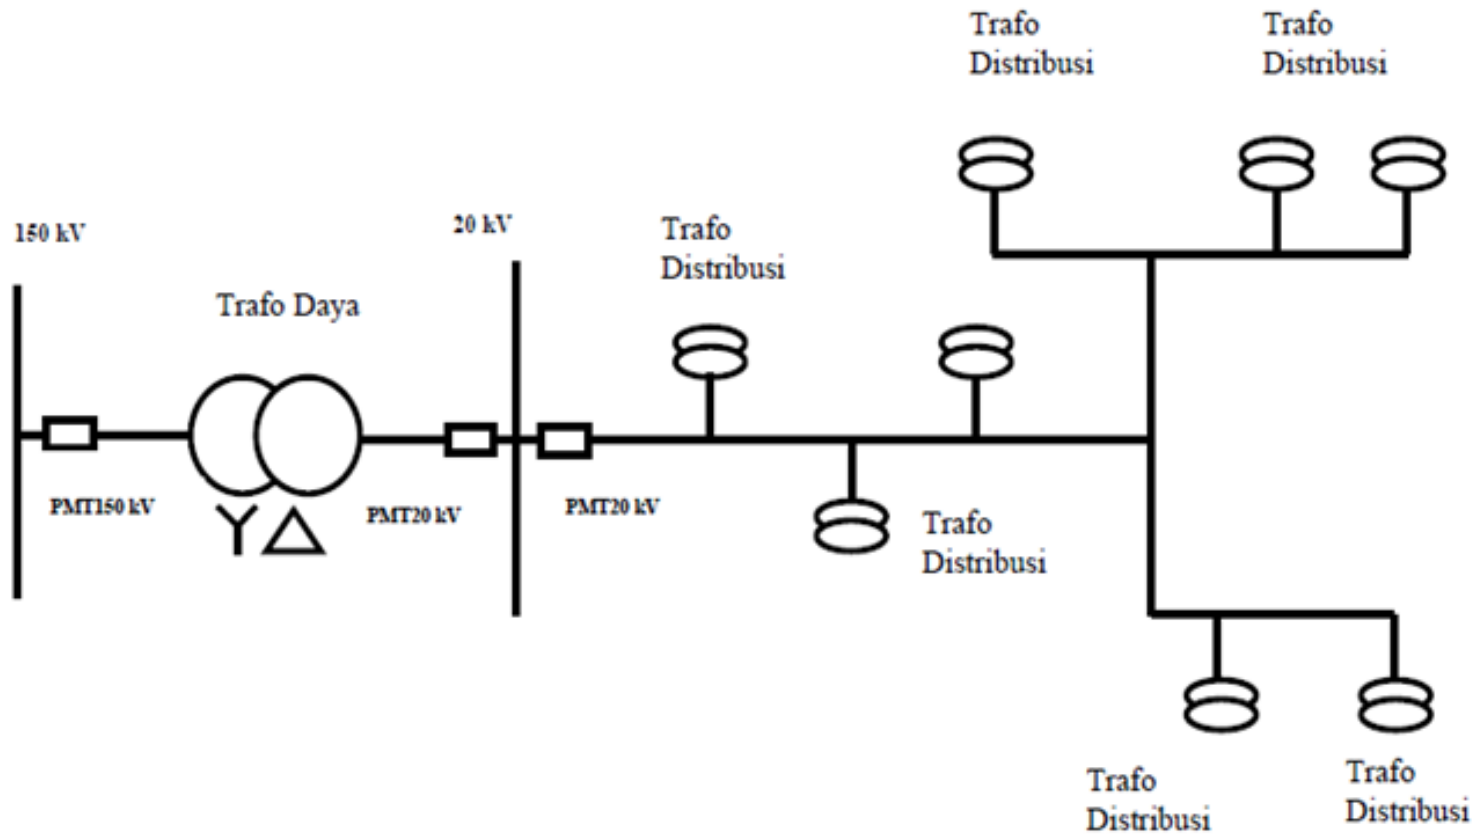 Trafo
Distribusi
Trafo
Distribusi
150 kV
20 kV
Trafo
Distribusi
Trafo Daya
PMT150 kV
PMT20 kV
PMT20 kV
Trafo
Distribusi
Trafo
Distribusi
Trafo
Distribusi